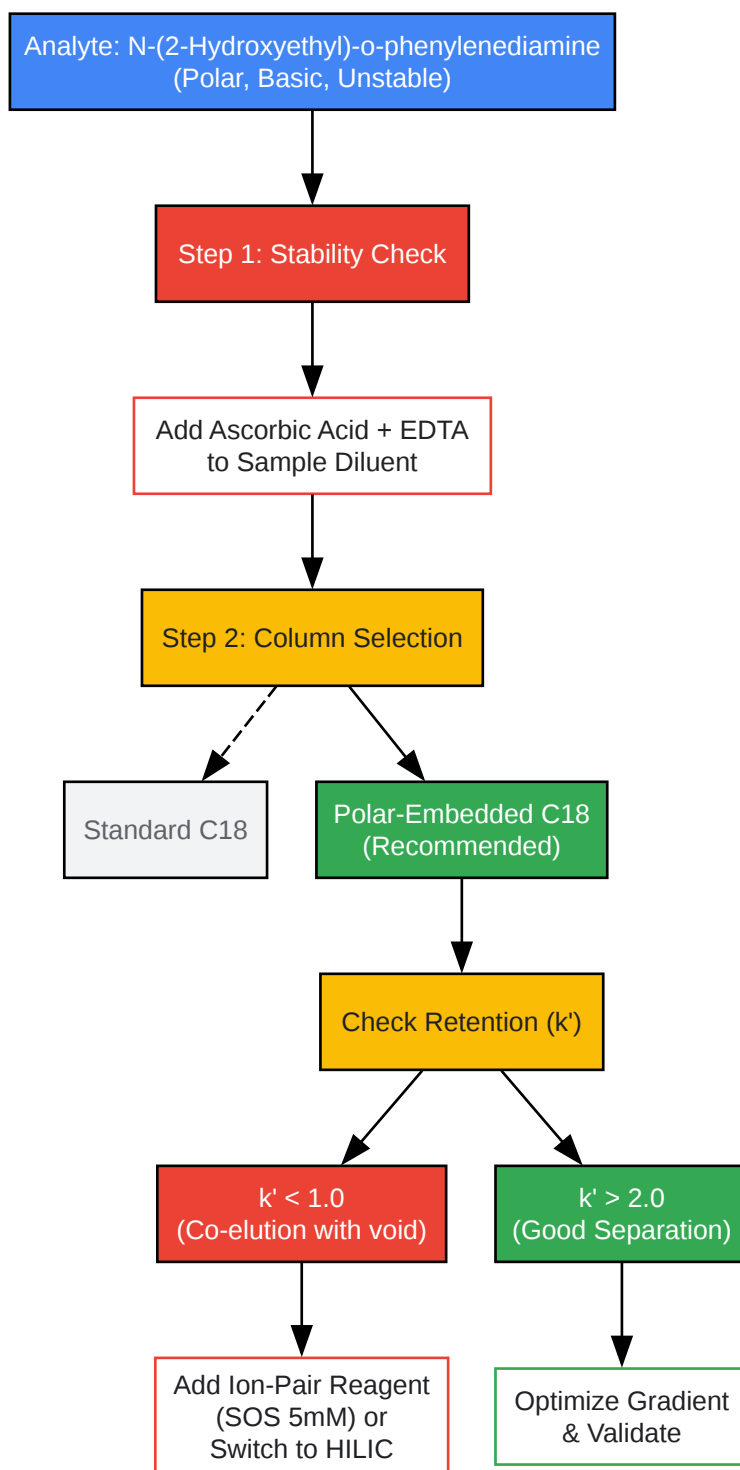 Analyte: N-(2-Hydroxyethyl)-o-phenylenediamine
(Polar, Basic, Unstable)
Step 1: Stability Check
Add Ascorbic Acid + EDTA
to Sample Diluent
Step 2: Column Selection
Standard C18
Polar-Embedded C18
(Recommended)
Check Retention (k')
k' < 1.0
(Co-elution with void)
k' > 2.0
(Good Separation)
Add Ion-Pair Reagent
(SOS 5mM) or
Switch to HILIC
Optimize Gradient
& Validate